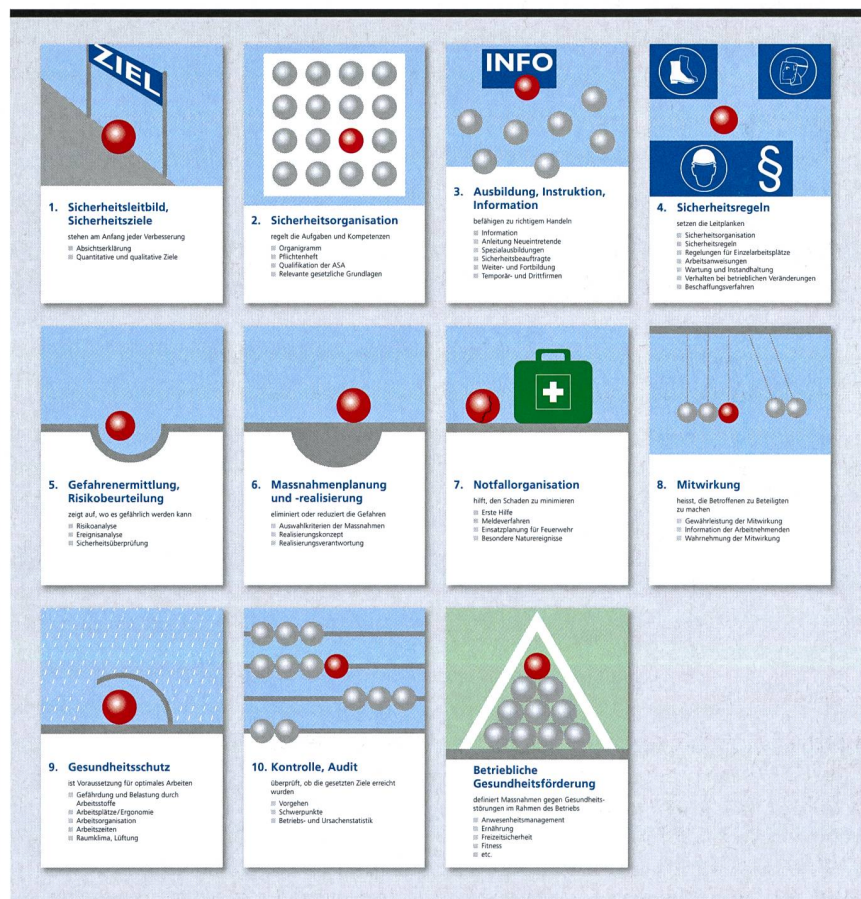 ZIEL
1. Sicherheitsleitbild,
Sicherheitsziele
stehen am Anfang jeder Verbesserung
Absichtserklärung
Quantitative und qualitative Ziele
2. Sicherheitsorganisation
regelt die Aufgaben und Kompetenzen
Organigramm
Pflichtenheft
Qualifikation der ASA
Relevante gesetzliche Grundlagen
INFO
3. Ausbildung, Instruktion,
Information
befähigen zu richtigem Handeln
Information
Anleitung Neueintretende
Spezialausbildungen
Sicherheitsbeauftragte
Weiter- und Fortbildung
Temporär- und Drittfirmen
§
4. Sicherheitsregeln
setzen die Leitplanken
Sicherheitsorganisation
Sicherheitsregeln
Regelungen für Einzelarbeitsplätze
Arbeitsanweisungen
Wartung und Instandhaltung
Verhalten bei betrieblichen Veränderungen
Beschaffungsverfahren
5. Gefahrenermittlung,
Risikobeurteilung
zeigt auf, wo es gefährlich werden kann
Risikoanalyse
Ereignisanalyse
Sicherheitsüberprüfung
6. Massnahmenplanung
und -realisierung
eliminiert oder reduziert die Gefahren
Auswahlkriterien der Massnahmen
Realisierungskonzept
Realisierungsverantwortung
7. Notfallorganisation
hilft, den Schaden zu minimieren
Erste Hilfe
Meldeverfahren
Einsatzplanung für Feuerwehr
Besondere Naturereignisse
8. Mitwirkung
heisst, die Betroffenen zu Beteiligten
zu machen
Gewährleistung der Mitwirkung
Information der Arbeitnehmenden
Wahrnehmung der Mitwirkung
9. Gesundheitsschutz
ist Voraussetzung für optimales Arbeiten
Gefährdung und Belastung durch
Arbeitsstoffe
Arbeitsplätze/Ergonomie
Arbeitsorganisation
Arbeitszeiten
Raumklima, Lüftung
10. Kontrolle, Audit
überprüft, ob die gesetzten Ziele erreicht
wurden
Vorgehen
Schwerpunkte
Betriebs- und Ursachenstatistik
Betriebliche
Gesundheitsförderung
definiert Massnahmen gegen Gesundheits-
störungen im Rahmen des Betriebs
Anwesenheitsmanagement
Ernährung
Freizeitsicherheit
Fitness
etc.